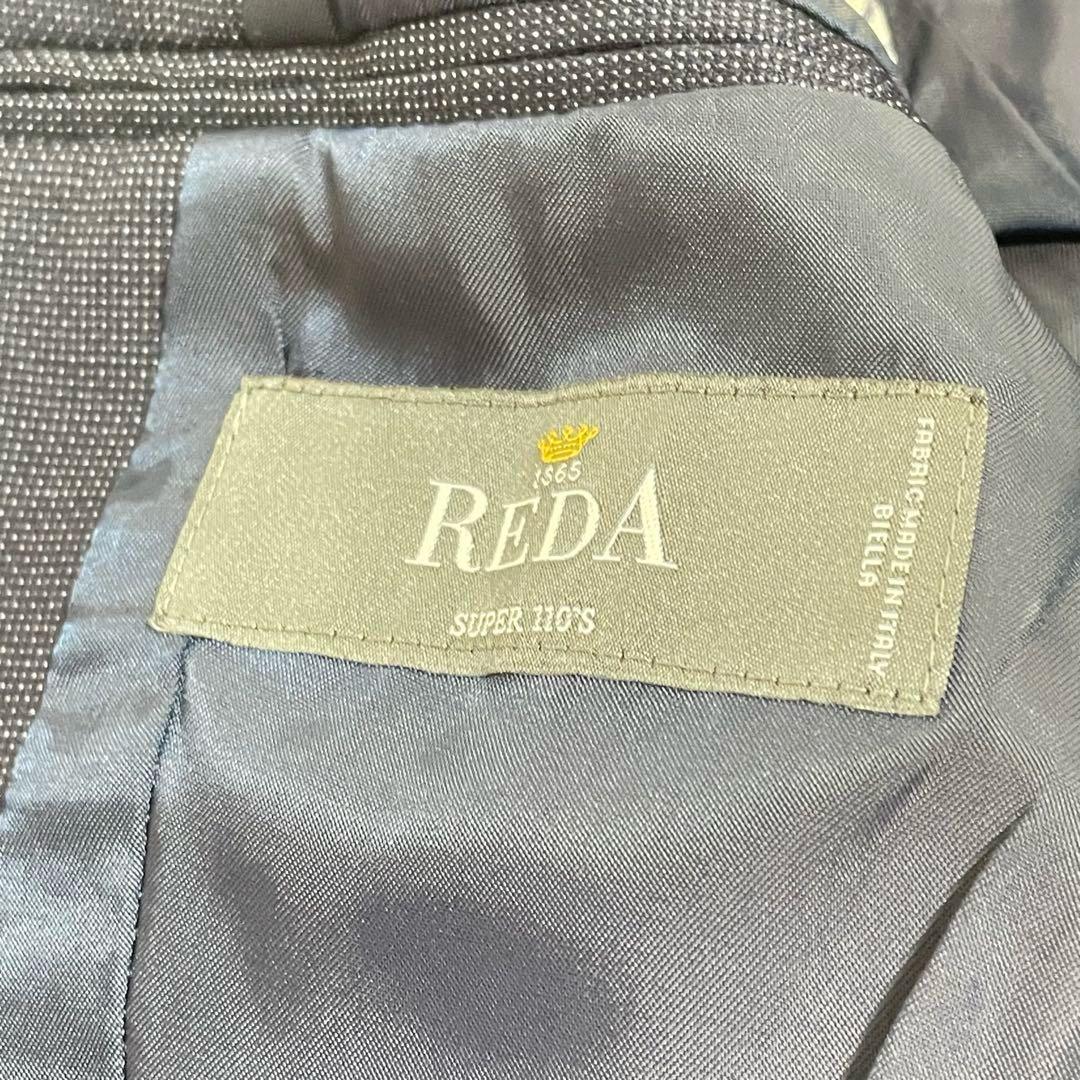 1865
REDA
SUPER 110'S
FABRIC MADE IN ITALY
BIELLA